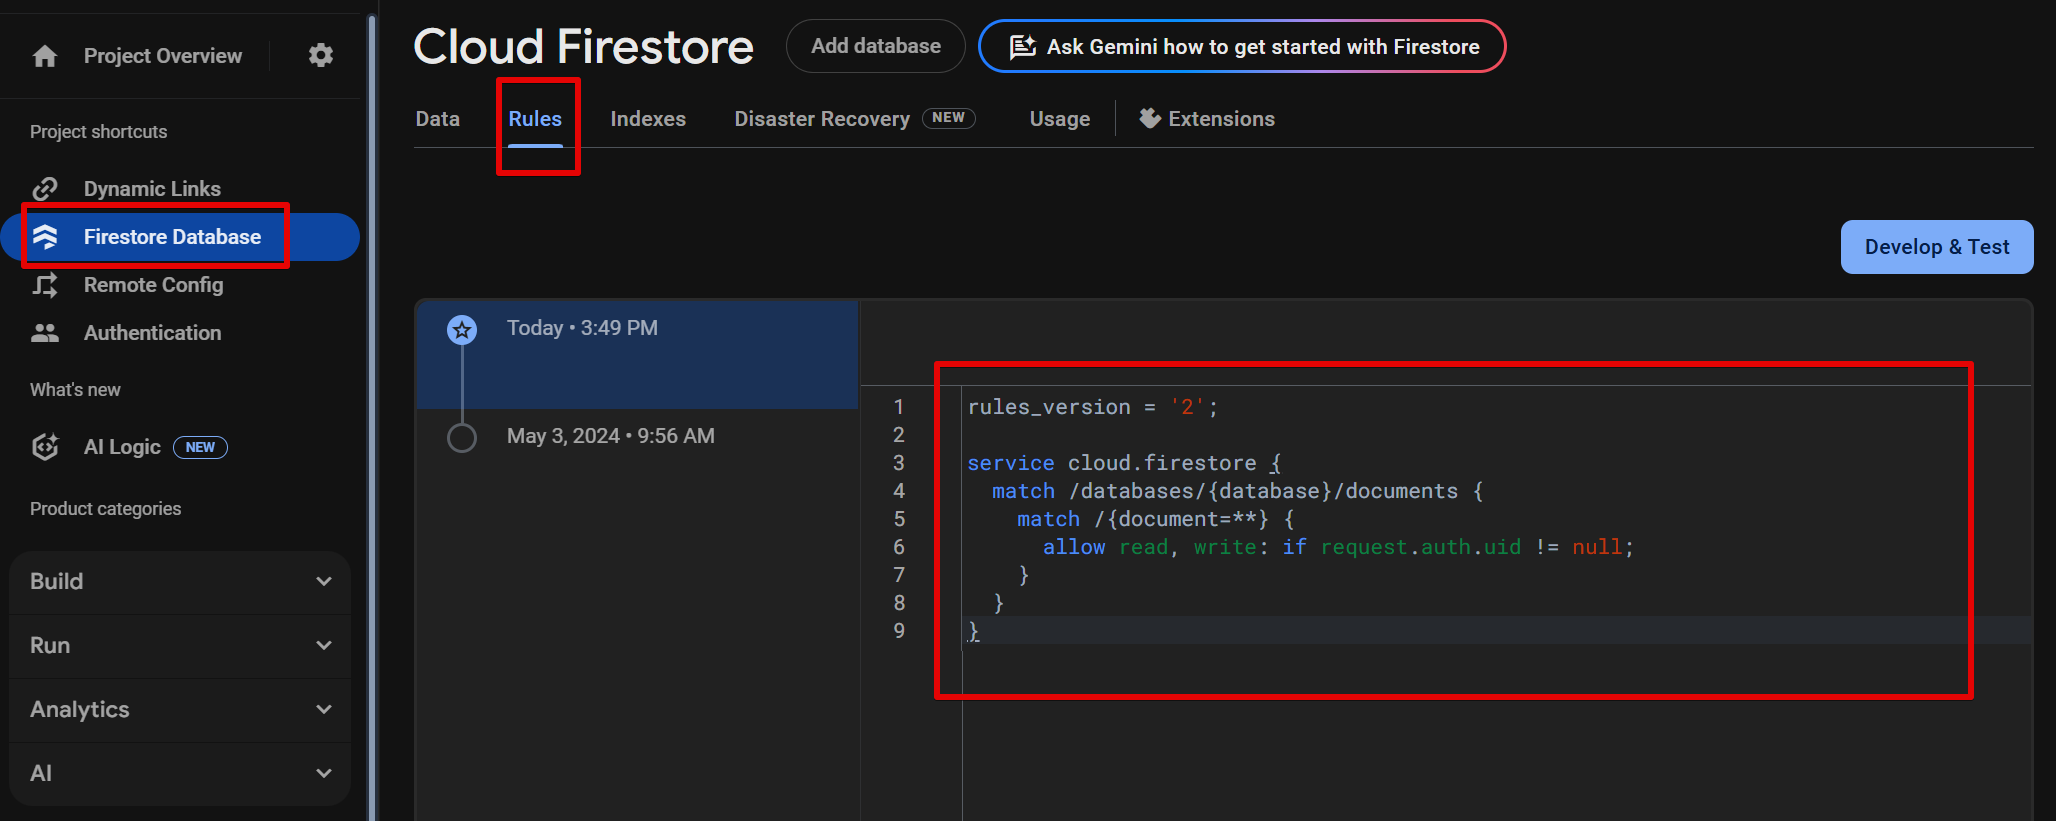 Project Overview
Project shortcuts
Dynamic Links
Firestore Database
Remote Config
Authentication
What's new
AI Logic NEW
Product categories
Build
Run
Analytics
AI
Cloud Firestore
Add database
Ask Gemini how to get started with Firestore
Data
Rules
Indexes
Disaster Recovery NEW
Usage
Extensions
Develop & Test
Today • 3:49 PM
May 3, 2024 • 9:56 AM
1 rules_version = '2';
2
3 service cloud.firestore {
4   match /databases/{database}/documents {
5     match /{document=**} {
6       allow read, write: if request.auth.uid != null;
7     }
8   }
9 }